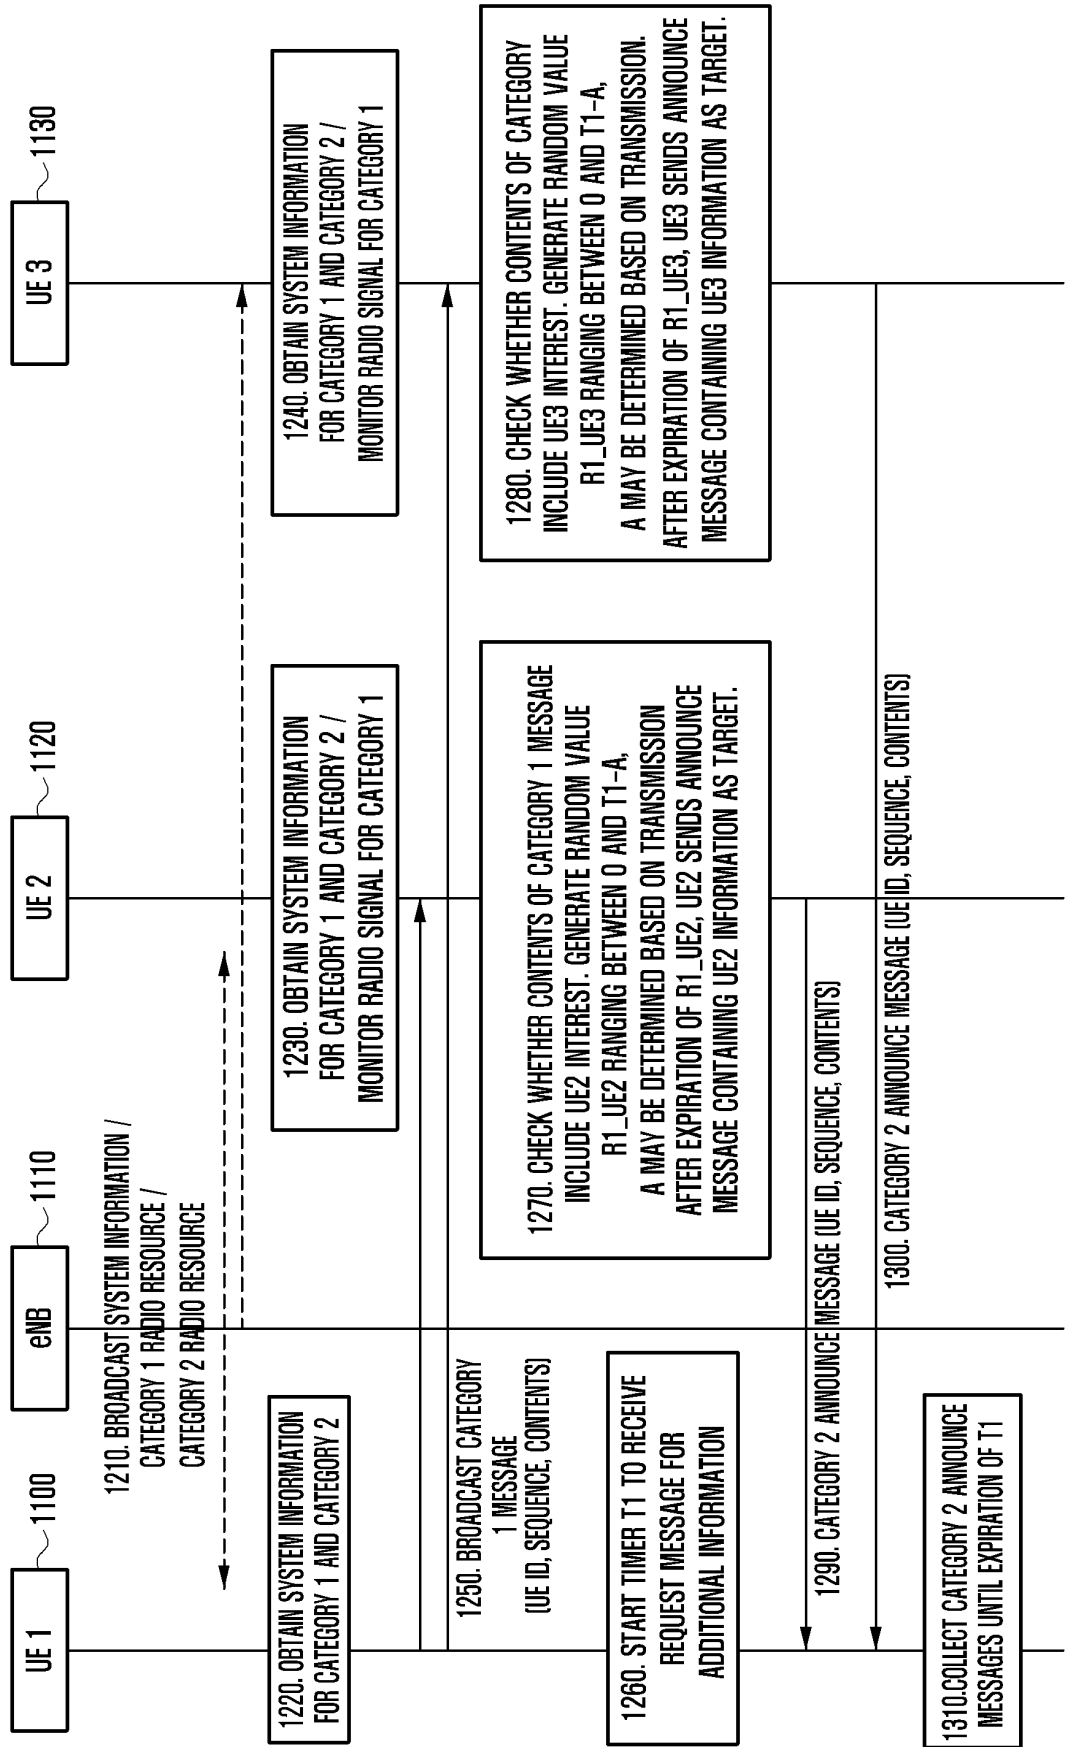 UE 1
1100
eNB
1110
UE 2
1120
UE 3
1130
1210. BROADCAST SYSTEM INFORMATION /
CATEGORY 1 RADIO RESOURCE /
CATEGORY 2 RADIO RESOURCE
1220. OBTAIN SYSTEM INFORMATION
FOR CATEGORY 1 AND CATEGORY 2
1230. OBTAIN SYSTEM INFORMATION
FOR CATEGORY 1 AND CATEGORY 2 /
MONITOR RADIO SIGNAL FOR CATEGORY 1
1240. OBTAIN SYSTEM INFORMATION
FOR CATEGORY 1 AND CATEGORY 2 /
MONITOR RADIO SIGNAL FOR CATEGORY 1
1250. BROADCAST CATEGORY
1 MESSAGE
(UE ID, SEQUENCE, CONTENTS)
1260. START TIMER T1 TO RECEIVE
REQUEST MESSAGE FOR
ADDITIONAL INFORMATION
1270. CHECK WHETHER CONTENTS OF CATEGORY 1 MESSAGE
INCLUDE UE2 INTEREST. GENERATE RANDOM VALUE
R1_UE2 RANGING BETWEEN 0 AND T1-A,
A MAY BE DETERMINED BASED ON TRANSMISSION
AFTER EXPIRATION OF R1_UE2, UE2 SENDS ANNOUNCE
MESSAGE CONTAINING UE2 INFORMATION AS TARGET.
1280. CHECK WHETHER CONTENTS OF CATEGORY
INCLUDE UE3 INTEREST. GENERATE RANDOM VALUE
R1_UE3 RANGING BETWEEN 0 AND T1-A,
A MAY BE DETERMINED BASED ON TRANSMISSION.
AFTER EXPIRATION OF R1_UE3, UE3 SENDS ANNOUNCE
MESSAGE CONTAINING UE3 INFORMATION AS TARGET.
1290. CATEGORY 2 ANNOUNCE MESSAGE (UE ID, SEQUENCE, CONTENTS)
1300. CATEGORY 2 ANNOUNCE MESSAGE (UE ID, SEQUENCE, CONTENTS)
1310.COLLECT CATEGORY 2 ANNOUNCE
MESSAGES UNTIL EXPIRATION OF T1